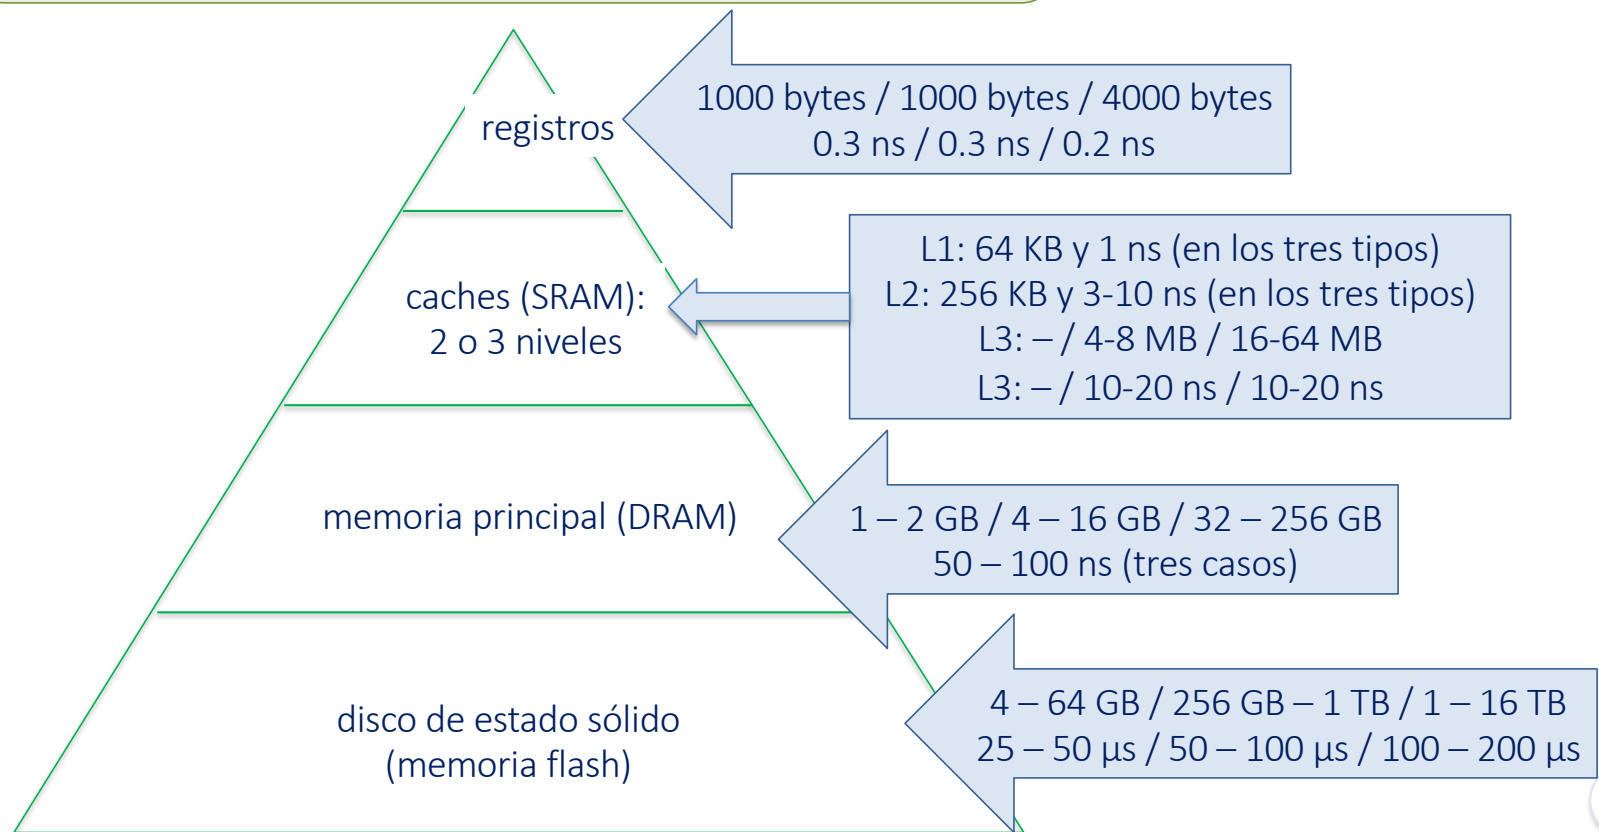 registros
1000 bytes / 1000 bytes / 4000 bytes
0.3 ns / 0.3 ns / 0.2 ns
caches (SRAM):
2 o 3 niveles
L1: 64 KB y 1 ns (en los tres tipos)
L2: 256 KB y 3-10 ns (en los tres tipos)
L3: – / 4-8 MB / 16-64 MB
L3: – / 10-20 ns / 10-20 ns
memoria principal (DRAM)
1 – 2 GB / 4 – 16 GB / 32 – 256 GB
50 – 100 ns (tres casos)
disco de estado sólido
(memoria flash)
4 – 64 GB / 256 GB – 1 TB / 1 – 16 TB
25 – 50 μs / 50 – 100 μs / 100 – 200 μs